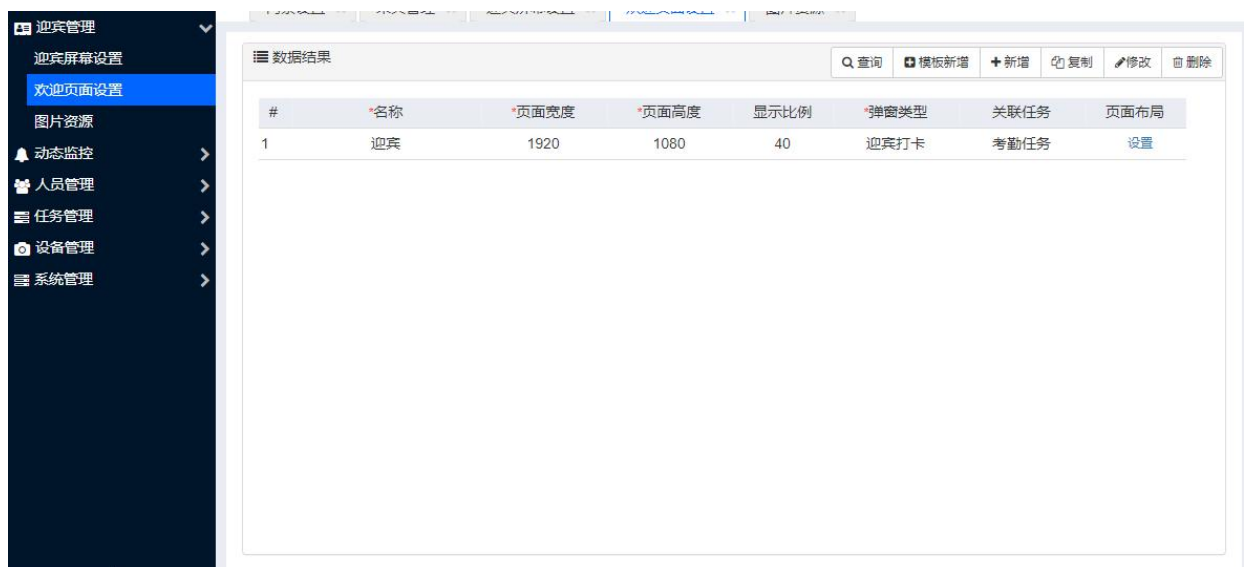 迎宾管理
迎宾屏幕设置
欢迎页面设置
图片资源
动态监控
人员管理
任务管理
设备管理
系统管理
数据结果
查询 模板新增 新增 复制 修改 删除
# *名称 *页面宽度 *页面高度 显示比例 *弹窗类型 关联任务 页面布局
1 迎宾 1920 1080 40 迎宾打卡 考勤任务 设置